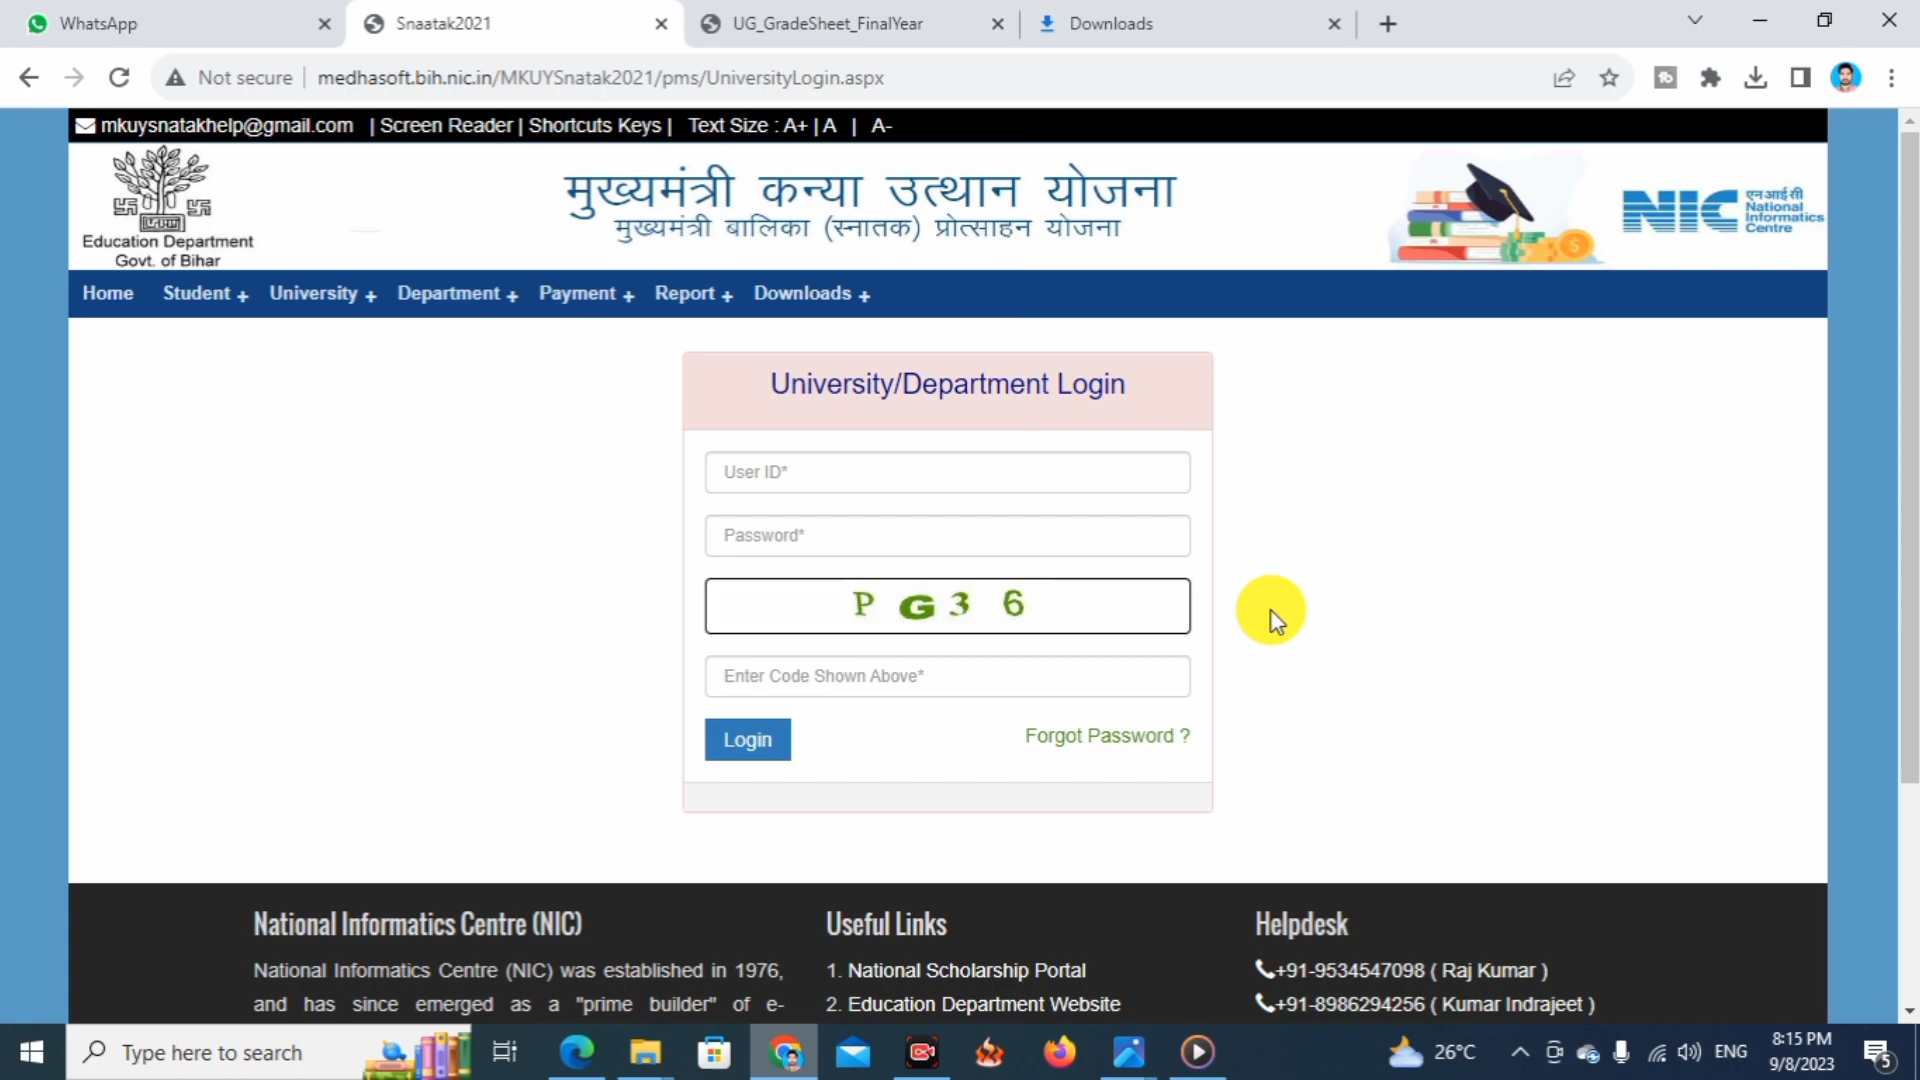 WhatsApp
Snaatak2021
UG_GradeSheet_FinalYear
Downloads
Not secure
medhasoft.bih.nic.in/MKUYSnatak2021/pms/UniversityLogin.aspx
mkuysnatakhelp@gmail.com | Screen Reader | Shortcuts Keys | Text Size : A+ | A | A-
Education Department
Govt. of Bihar
मुख्यमंत्री कन्या उत्थान योजना
मुख्यमंत्री बालिका (स्नातक) प्रोत्साहन योजना
NIC
एन आई सी
National
Informatics
Centre
Home Student + University + Department + Payment + Report + Downloads +
University/Department Login
User ID*
Password*
P G 3 6
Enter Code Shown Above*
Login
Forgot Password ?
National Informatics Centre (NIC)
National Informatics Centre (NIC) was established in 1976,
and has since emerged as a "prime builder" of e-
Useful Links
1. National Scholarship Portal
2. Education Department Website
Helpdesk
+91-9534547098 ( Raj Kumar )
+91-8986294256 ( Kumar Indrajeet )
Type here to search
26°C
ENG
8:15 PM
9/8/2023
5